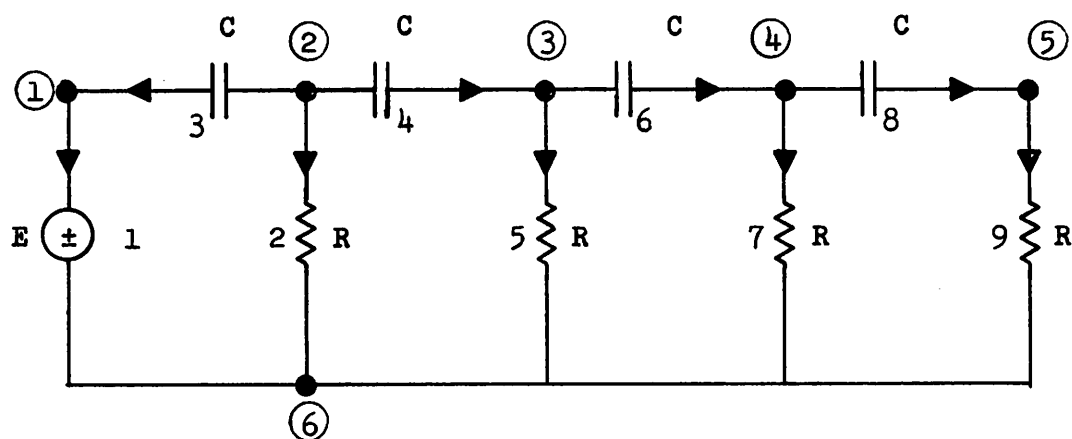 C ② C ③ C ④ C ⑤
① 3 4 6 8
E ± 1 2 R 5 R 7 R 9 R
⑥